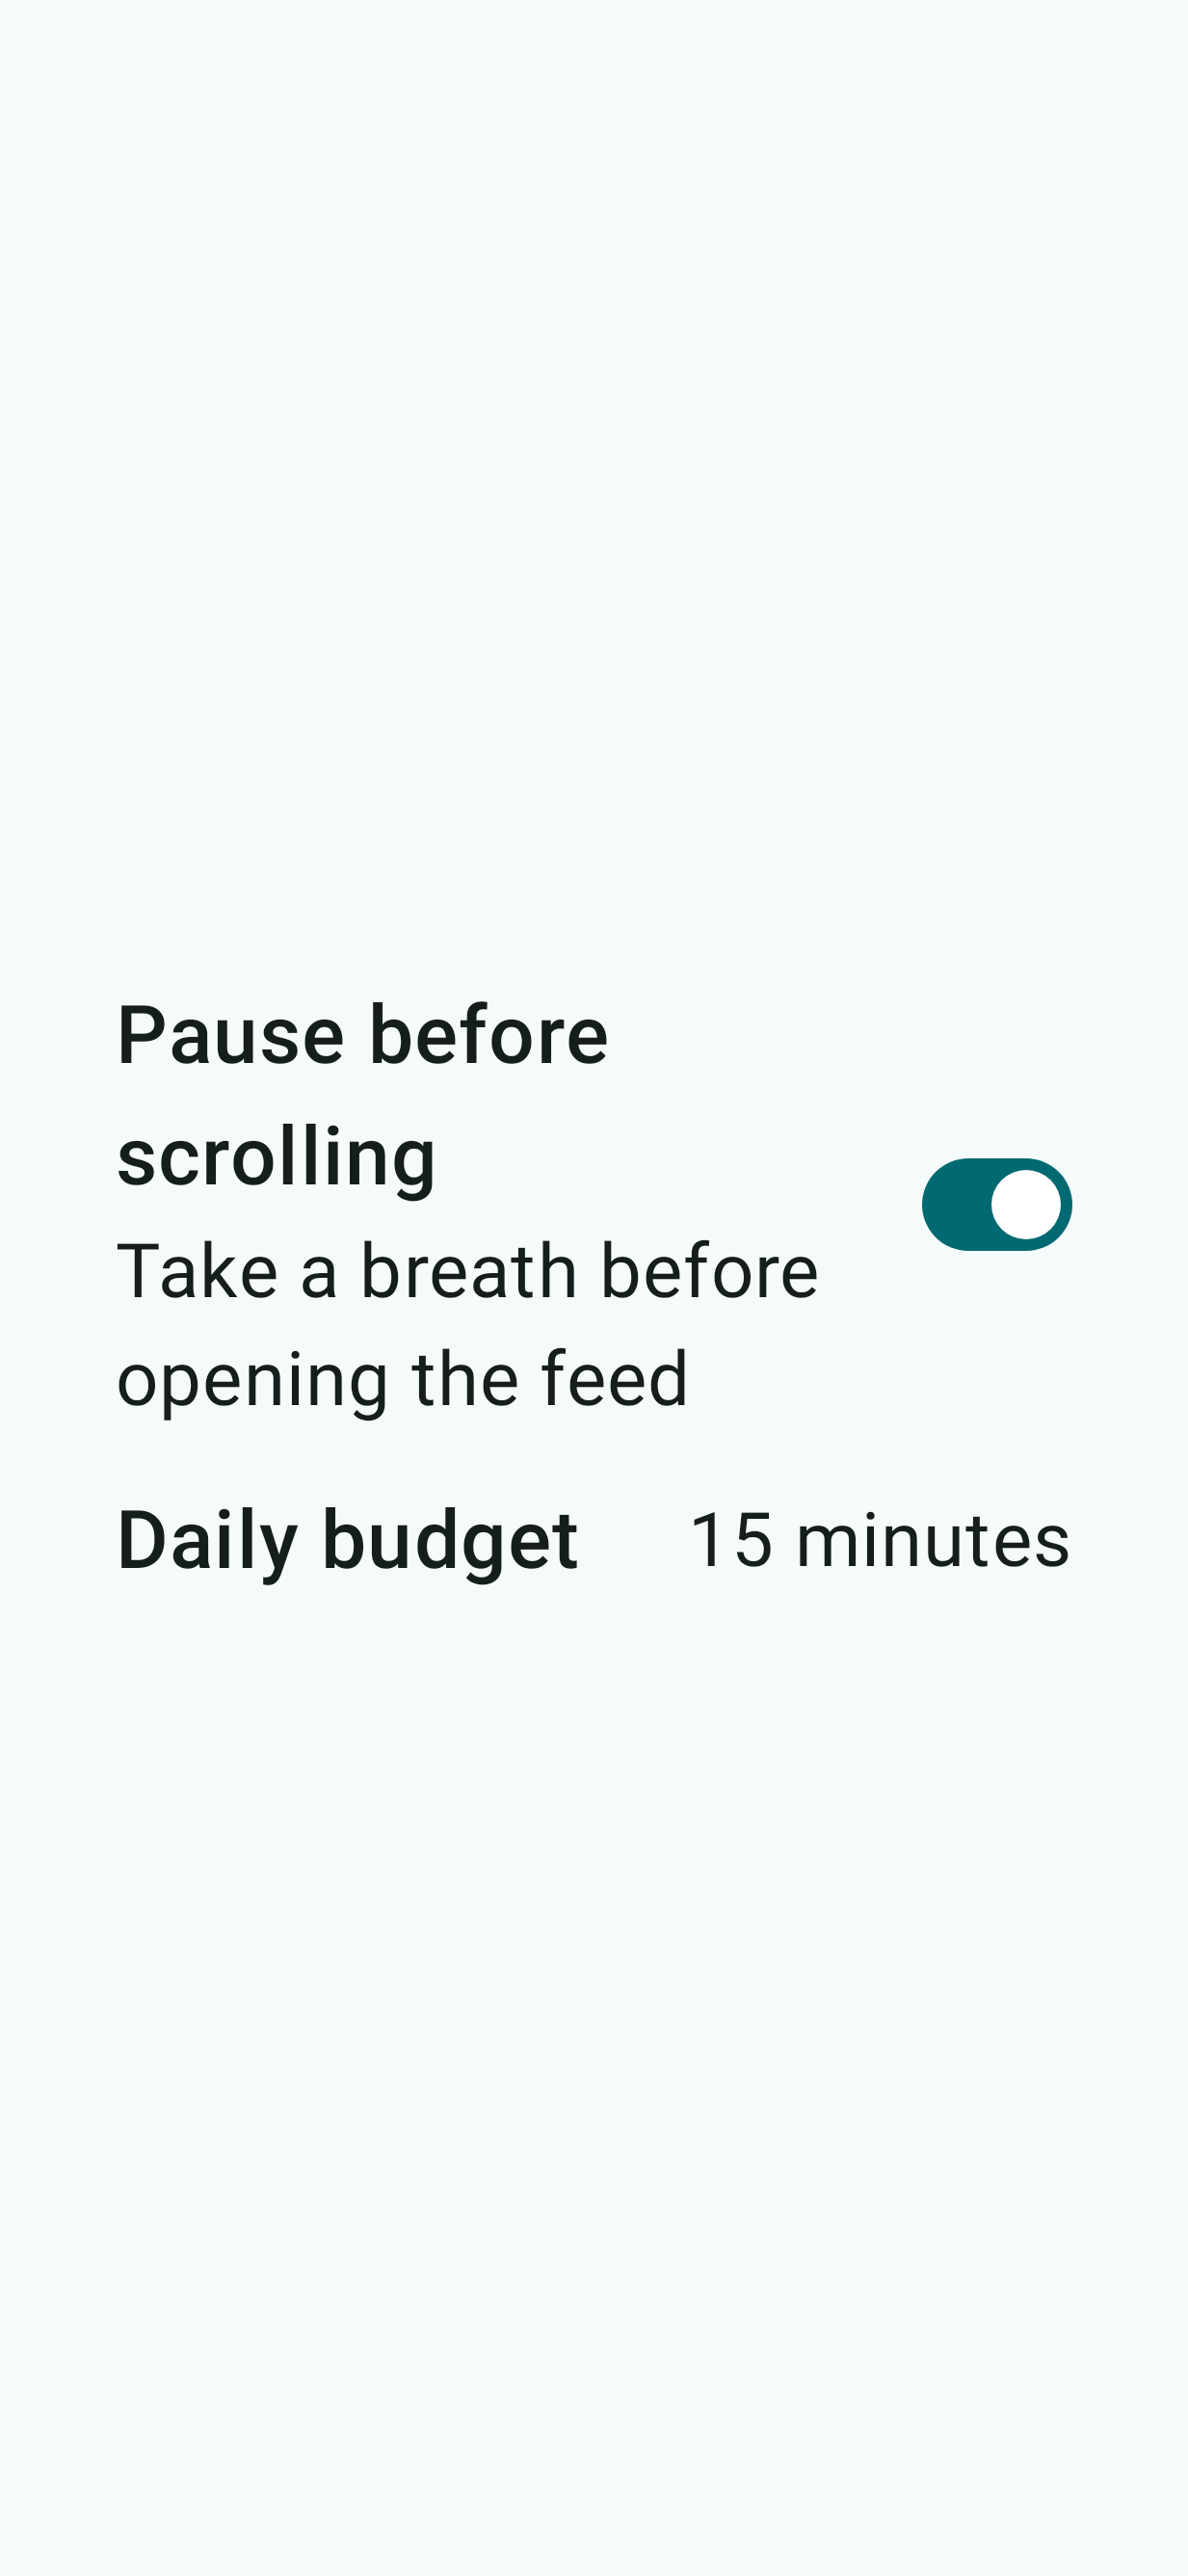 Pause before
scrolling
Take a breath before
opening the feed
Daily budget 15 minutes